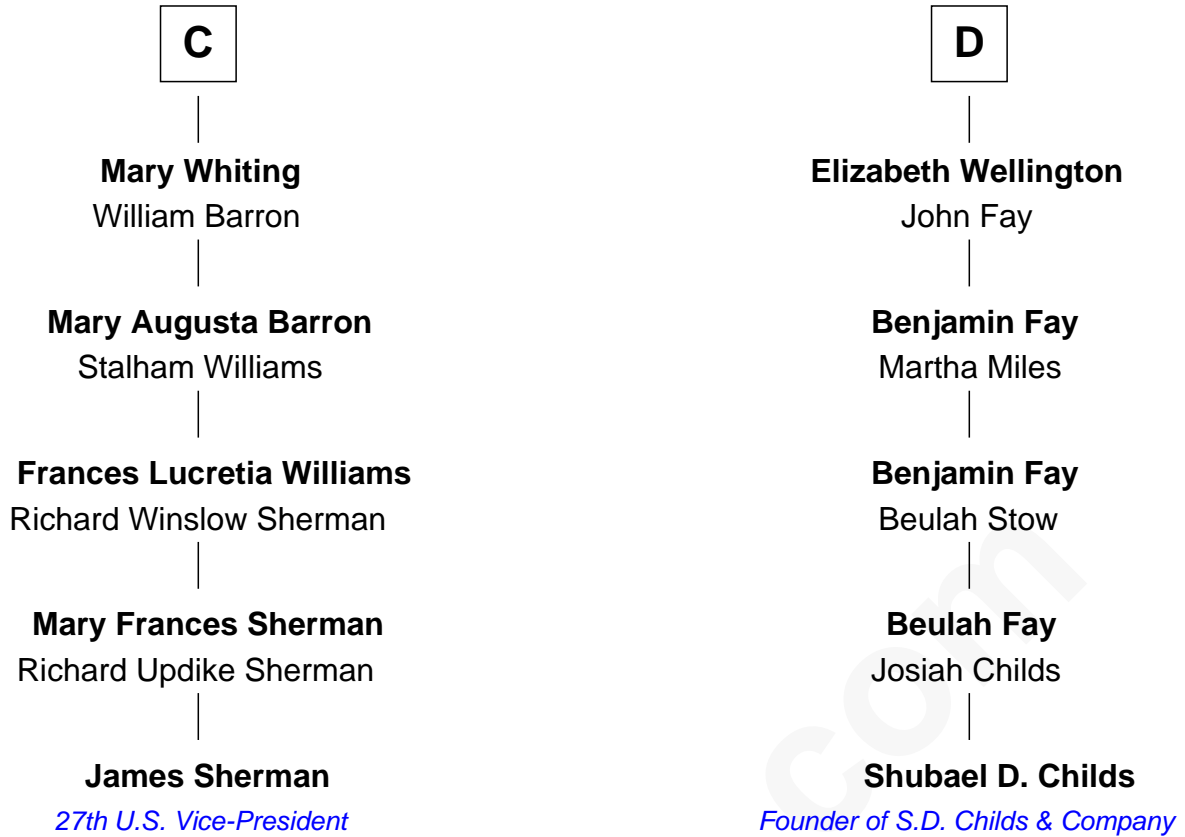 C
Mary Whiting
William Barron
Mary Augusta Barron
Stalham Williams
Frances Lucretia Williams
Richard Winslow Sherman
Mary Frances Sherman
Richard Updike Sherman
James Sherman
27th U.S. Vice-President
D
Elizabeth Wellington
John Fay
Benjamin Fay
Martha Miles
Benjamin Fay
Beulah Stow
Beulah Fay
Josiah Childs
Shubael D. Childs
Founder of S.D. Childs & Company
com